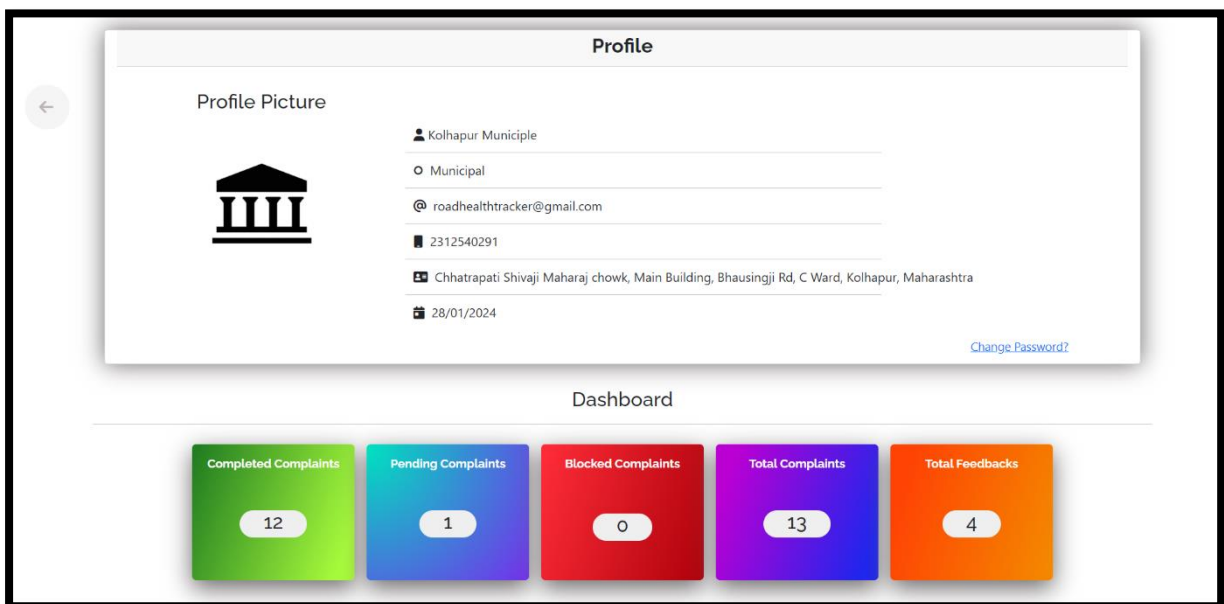 Profile
Profile Picture
Kolhapur Municiple
Municipal
roadhealthtracker@gmail.com
2312540291
Chhatrapati Shivaji Maharaj chowk, Main Building, Bhausingji Rd, C Ward, Kolhapur, Maharashtra
28/01/2024
Change Password?
Dashboard
Completed Complaints
12
Pending Complaints
1
Blocked Complaints
0
Total Complaints
13
Total Feedbacks
4